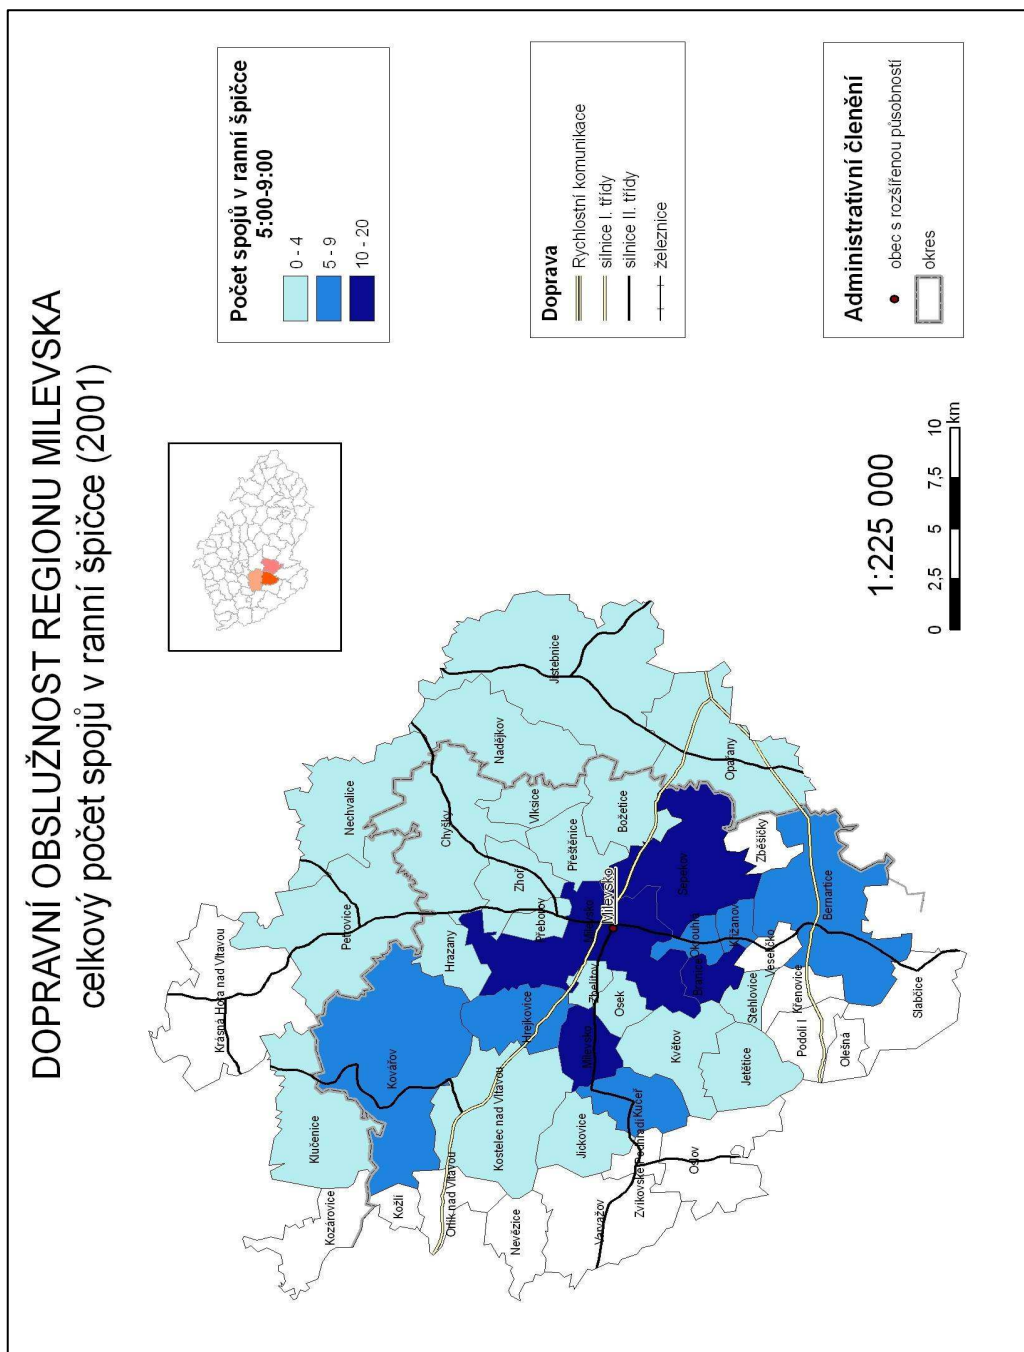 DOPRAVNÍ OBSLUŽNOST REGIONU MILEVSKA
celkový počet spojů v ranní špičce (2001)
Počet spojů v ranní špičce
5:00-9:00
0 - 4
5 - 9
10 - 20
Doprava
Rychlostní komunikace
silnice I. třídy
silnice II. třídy
železnice
Administrativní členění
obec s rozšířenou působností
okres
1:225 000
0
2,5
5
7,5
10
km
Krásná Hora nad Vltavou
Petrovice
Nechvalice
Klučenice
Kozárovice
Kožlí
Kovářov
Hrazany
Chyšky
Nadějkov
Jistebnice
Orlík nad Vltavou
Kostelec nad Vltavou
Hrejkovice
Přeborov
Zhoř
Vlksice
Přeštěnice
Božetice
Nevězice
Jickovice
Milevsko
Zbelítov
Milevsko
Milevsko
Osek
Varvažov
Zvíkovské Podhradí
Kučeř
Květov
Branice
Okrouhlá
Sepekov
Opařany
Oslov
Jetětice
Stehlovice
Veselíčko
Křižanov
Zběšičky
Podolí I
Křenovice
Bernartice
Olešná
Slabčice